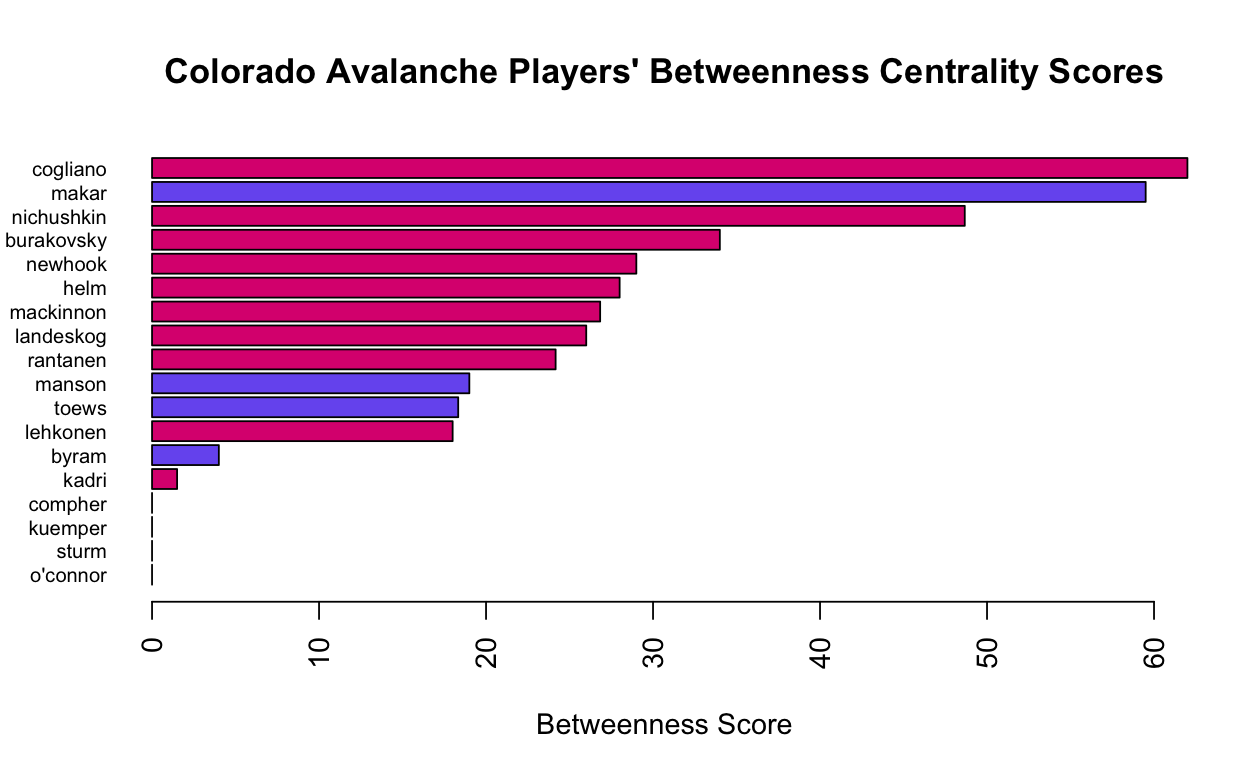 Colorado Avalanche Players' Betweenness Centrality Scores
cogliano
makar
nichushkin
burakovsky
newhook
helm
mackinnon
landeskog
rantanen
manson
toews
lehkonen
byram
kadri
compher
kuemper
sturm
o'connor
0 10 20 30 40 50 60
Betweenness Score